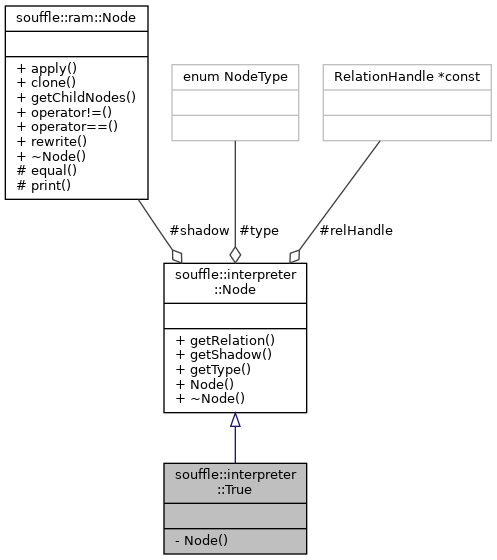 souffle::ram::Node
+ apply()
+ clone()
+ getChildNodes()
+ operator!=()
+ operator==()
+ rewrite()
+ ~Node()
# equal()
# print()
enum NodeType
RelationHandle *const
#shadow
#type
#relHandle
souffle::interpreter
::Node
+ getRelation()
+ getShadow()
+ getType()
+ Node()
+ ~Node()
souffle::interpreter
::True
- Node()